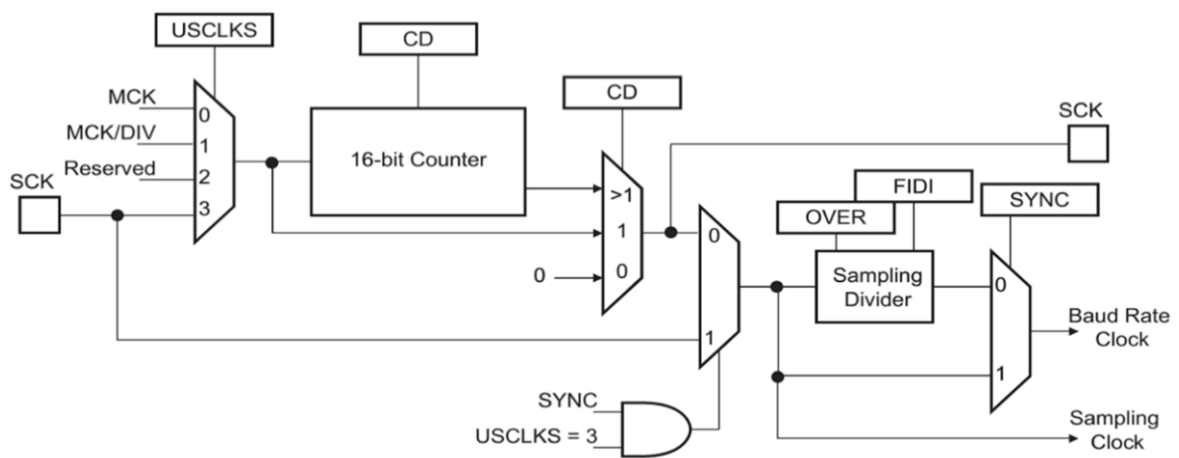 USCLKS
CD
CD
MCK
0
MCK/DIV
1
16-bit Counter
Reserved
2
SCK
3
SCK
>1
FIDI
OVER
SYNC
1
0
0
0
Sampling
Divider
0
Baud Rate
Clock
1
1
SYNC
USCLKS = 3
Sampling
Clock